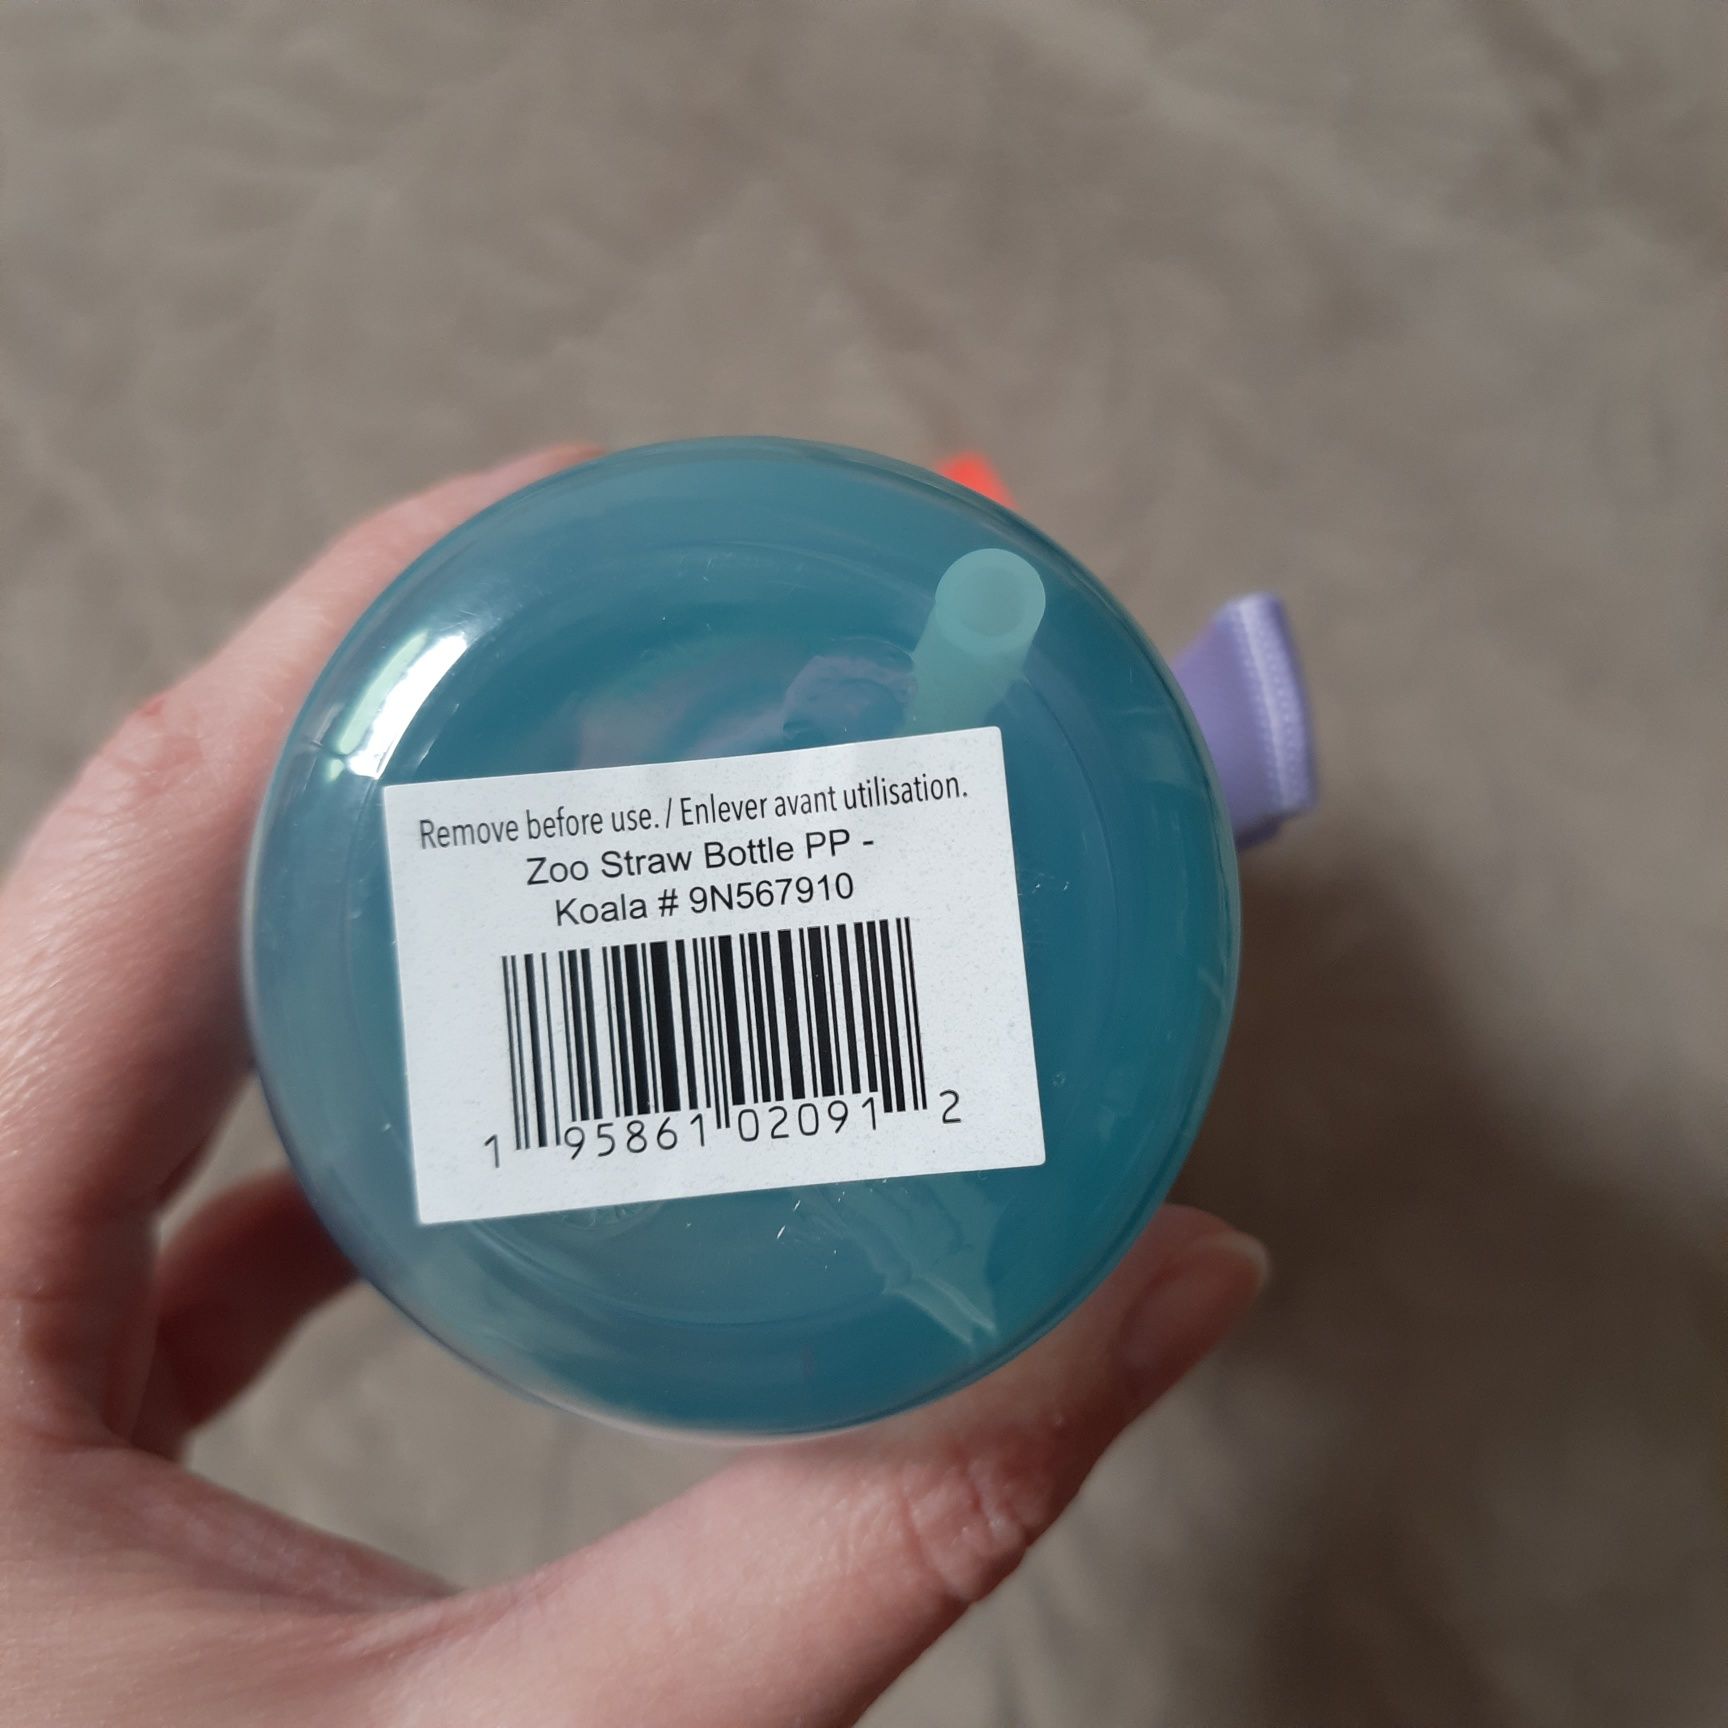 Remove before use. / Enlever avant utilisation.
Zoo Straw Bottle PP -
Koala # 9N567910
1 95861 02091 2